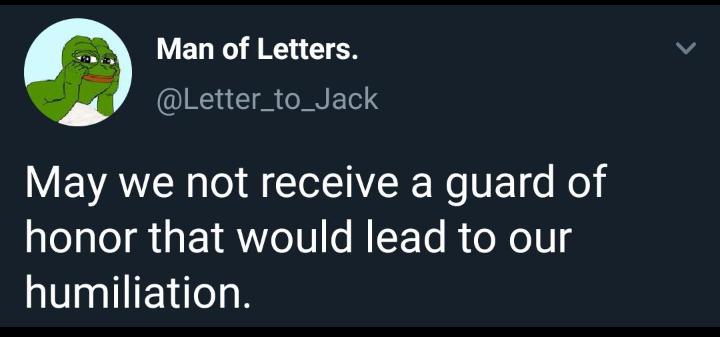 Man of Letters.
@Letter_to_Jack
May we not receive a guard of
honor that would lead to our
humiliation.